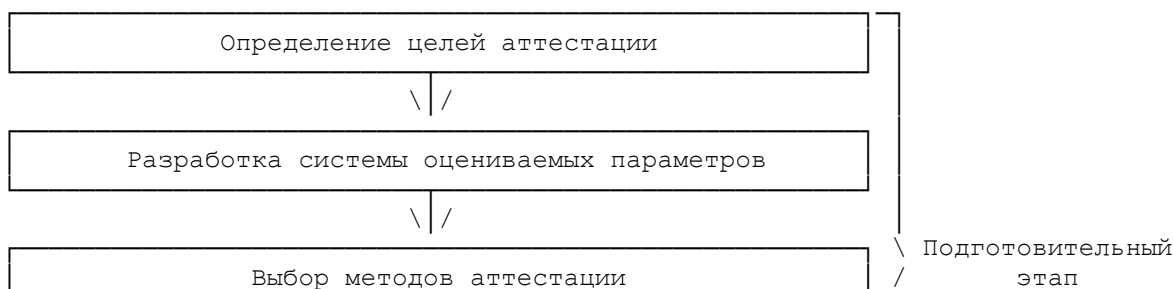 Определение целей аттестации
Разработка системы оцениваемых параметров
Подготовительный
Выбор методов аттестации
этап